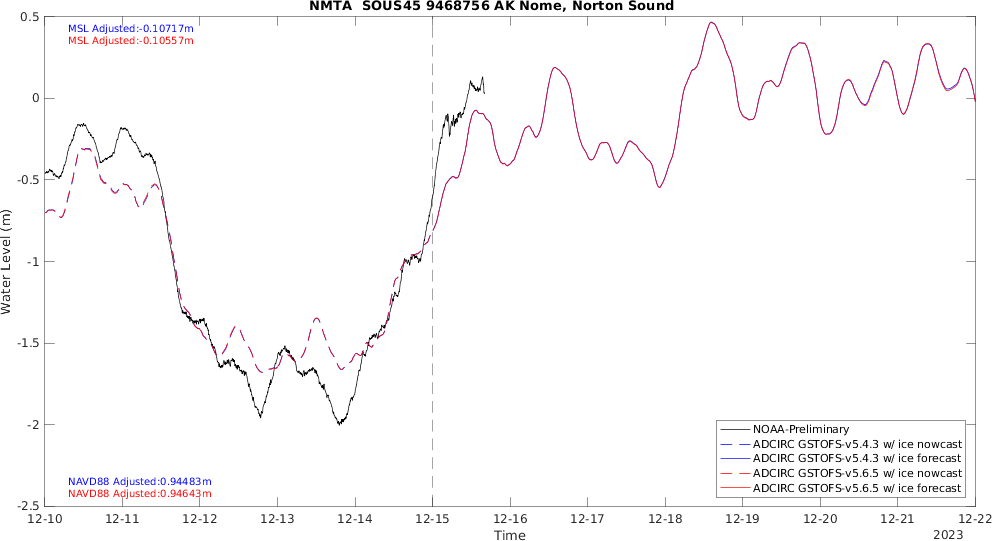 NMTA  SOUS45 9468756 AK Nome, Norton Sound
MSL Adjusted:-0.10717m
MSL Adjusted:-0.10557m
0.5
0
-0.5
-1
-1.5
-2
-2.5
Water Level (m)
NAVD88 Adjusted:0.94483m
NAVD88 Adjusted:0.94643m
NOAA-Preliminary
ADCIRC GSTOFS-v5.4.3 w/ ice nowcast
ADCIRC GSTOFS-v5.4.3 w/ ice forecast
ADCIRC GSTOFS-v5.6.5 w/ ice nowcast
ADCIRC GSTOFS-v5.6.5 w/ ice forecast
12-10 12-11 12-12 12-13 12-14 12-15 12-16 12-17 12-18 12-19 12-20 12-21 12-22
Time
2023